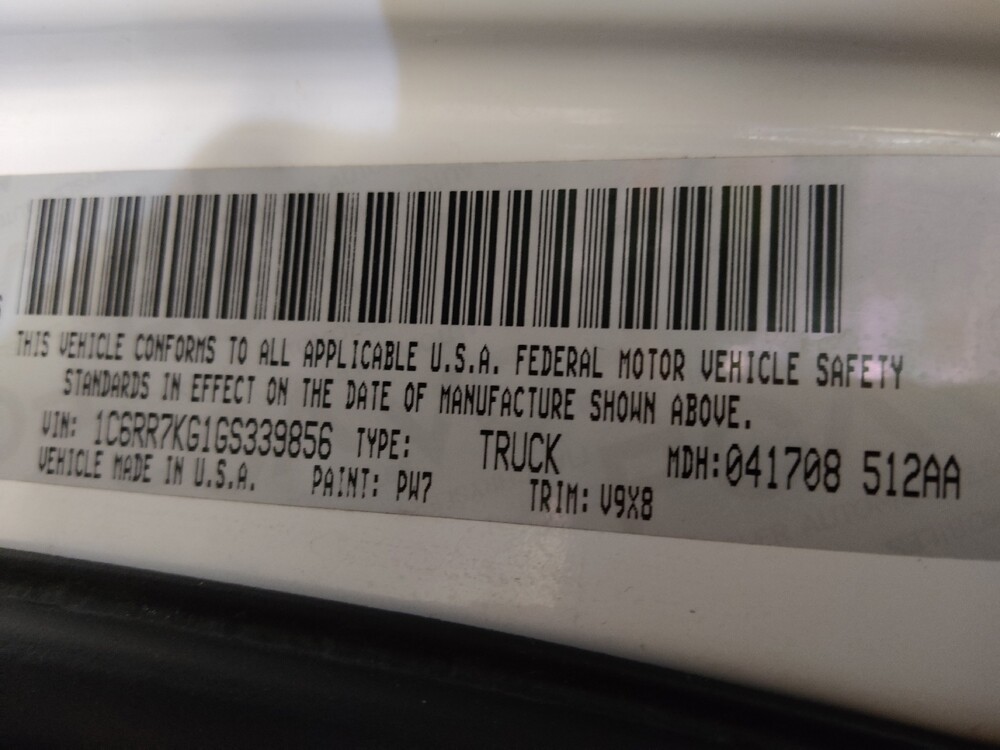 THIS VEHICLE CONFORMS TO ALL APPLICABLE U.S.A. FEDERAL MOTOR VEHICLE SAFETY
STANDARDS IN EFFECT ON THE DATE OF MANUFACTURE SHOWN ABOVE.
VIN: 1C6RR7KG1GS339856 TYPE: TRUCK MDH:041708 512AA
VEHICLE MADE IN U.S.A. PAINT: PW7 TRIM: V9X8